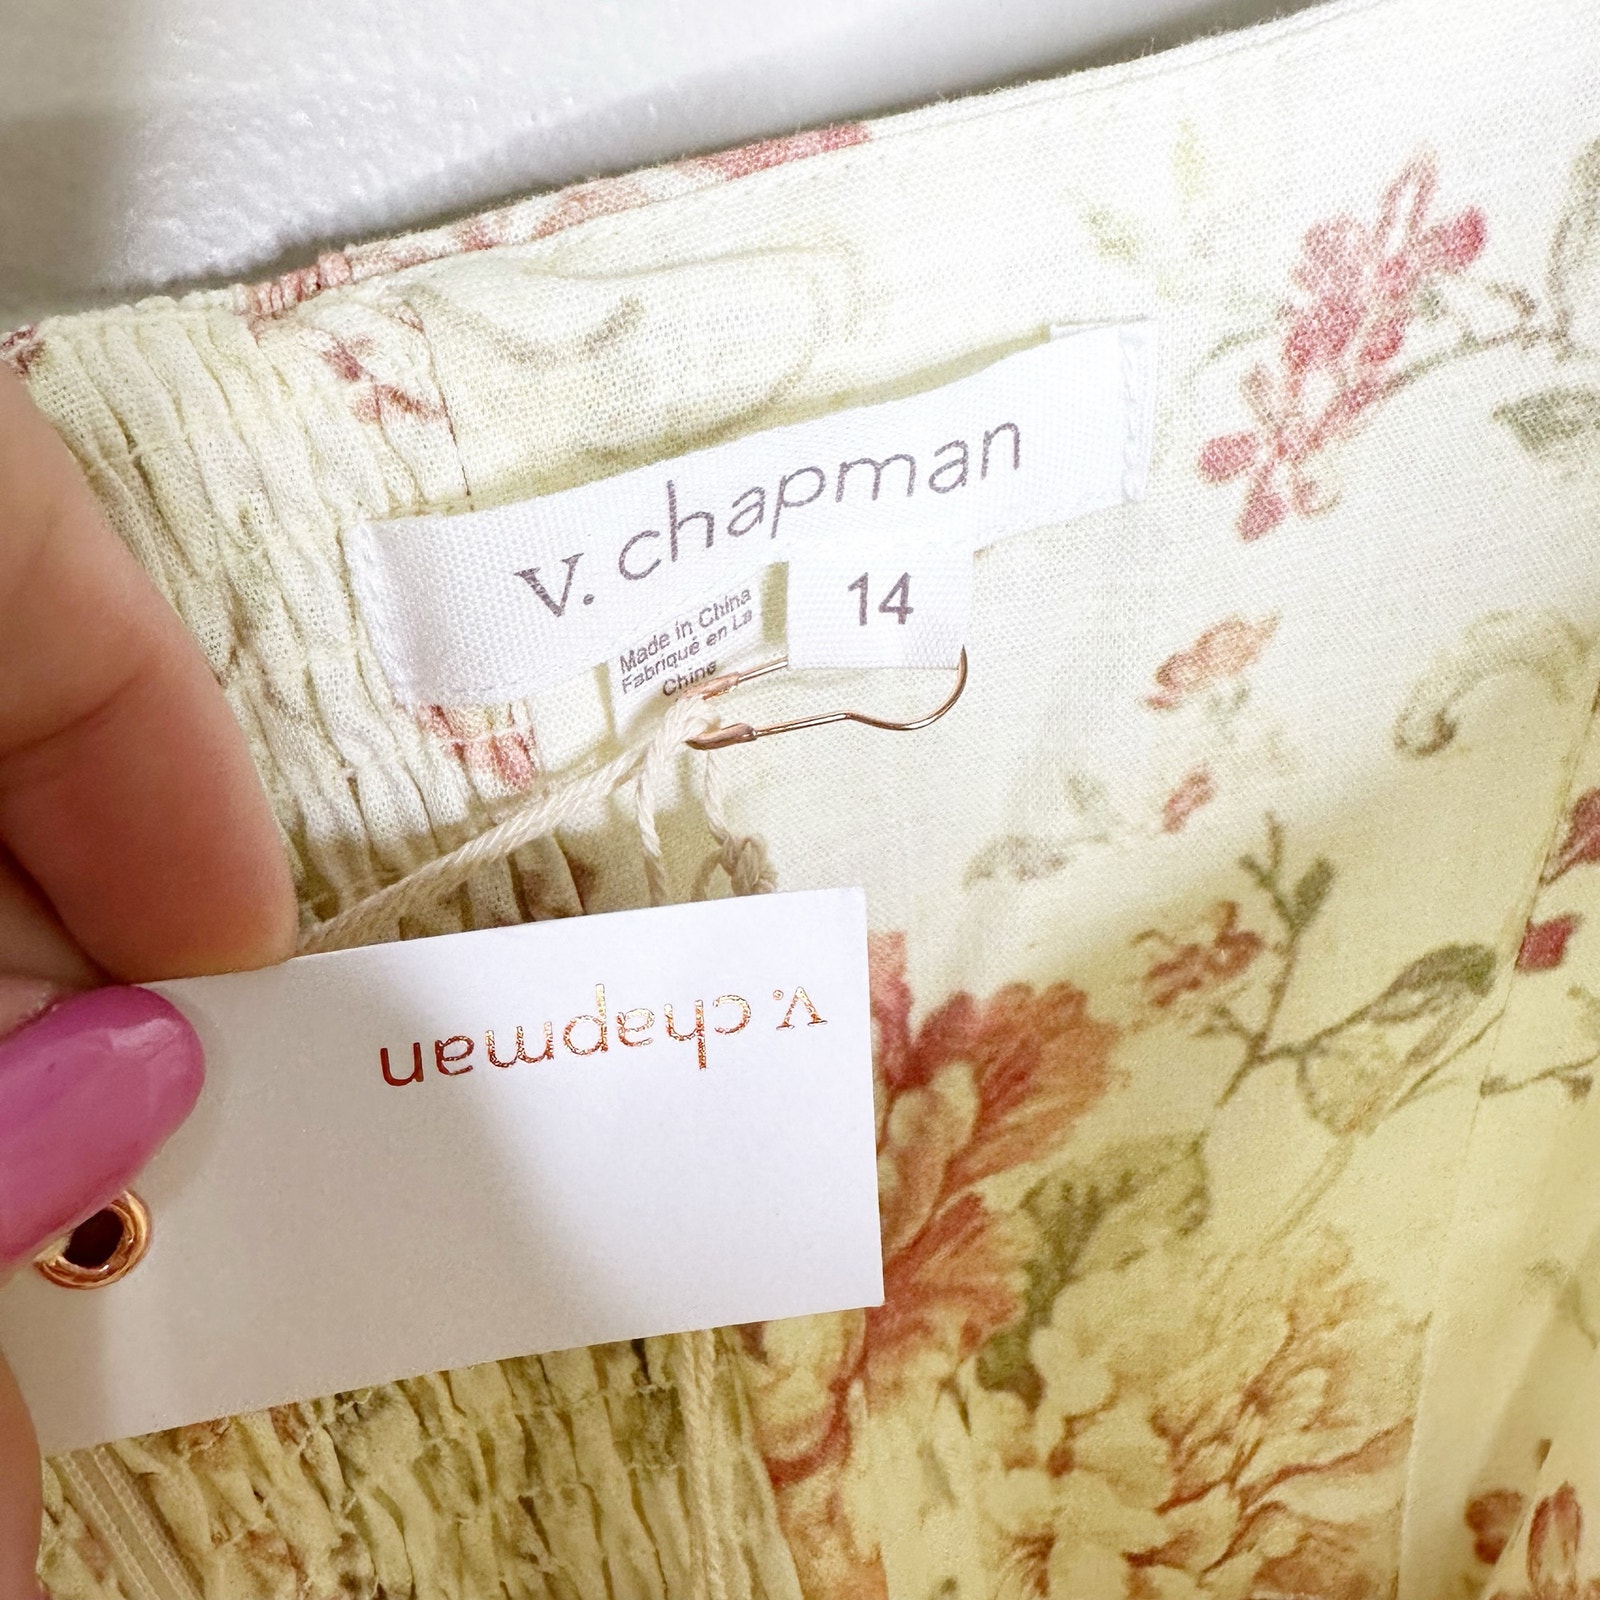 v. chapman
14
Made in China
Fabriqué en La
Chine
v. chapman